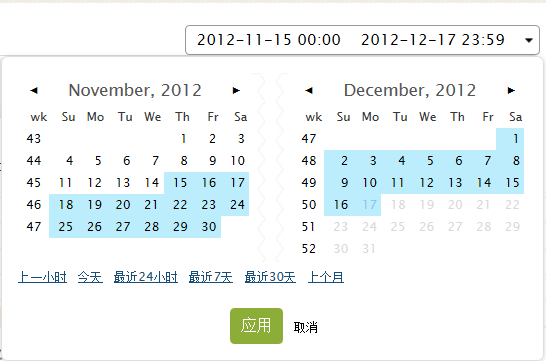 2012-11-15 00:00 2012-12-17 23:59
November, 2012
wk Su Mo Tu We Th Fr Sa
43 1 2 3
44 4 5 6 7 8 9 10
45 11 12 13 14 15 16 17
46 18 19 20 21 22 23 24
47 25 26 27 28 29 30
December, 2012
wk Su Mo Tu We Th Fr Sa
47 1
48 2 3 4 5 6 7 8
49 9 10 11 12 13 14 15
50 16 17 18 19 20 21 22
51 23 24 25 26 27 28 29
52 30 31
上一小时 今天 最近24小时 最近7天 最近30天 上个月
应用 取消